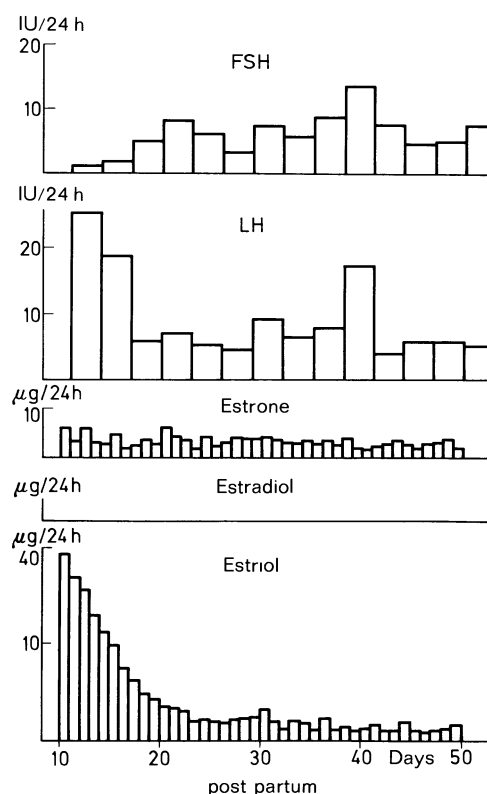 IU/24 h
20
FSH
10
IU/24 h
LH
20
10
μg/24h
10
Estrone
μg/24h
Estradiol
μg/24h
40
Estriol
10
10 20 30 40 Days 50
post partum